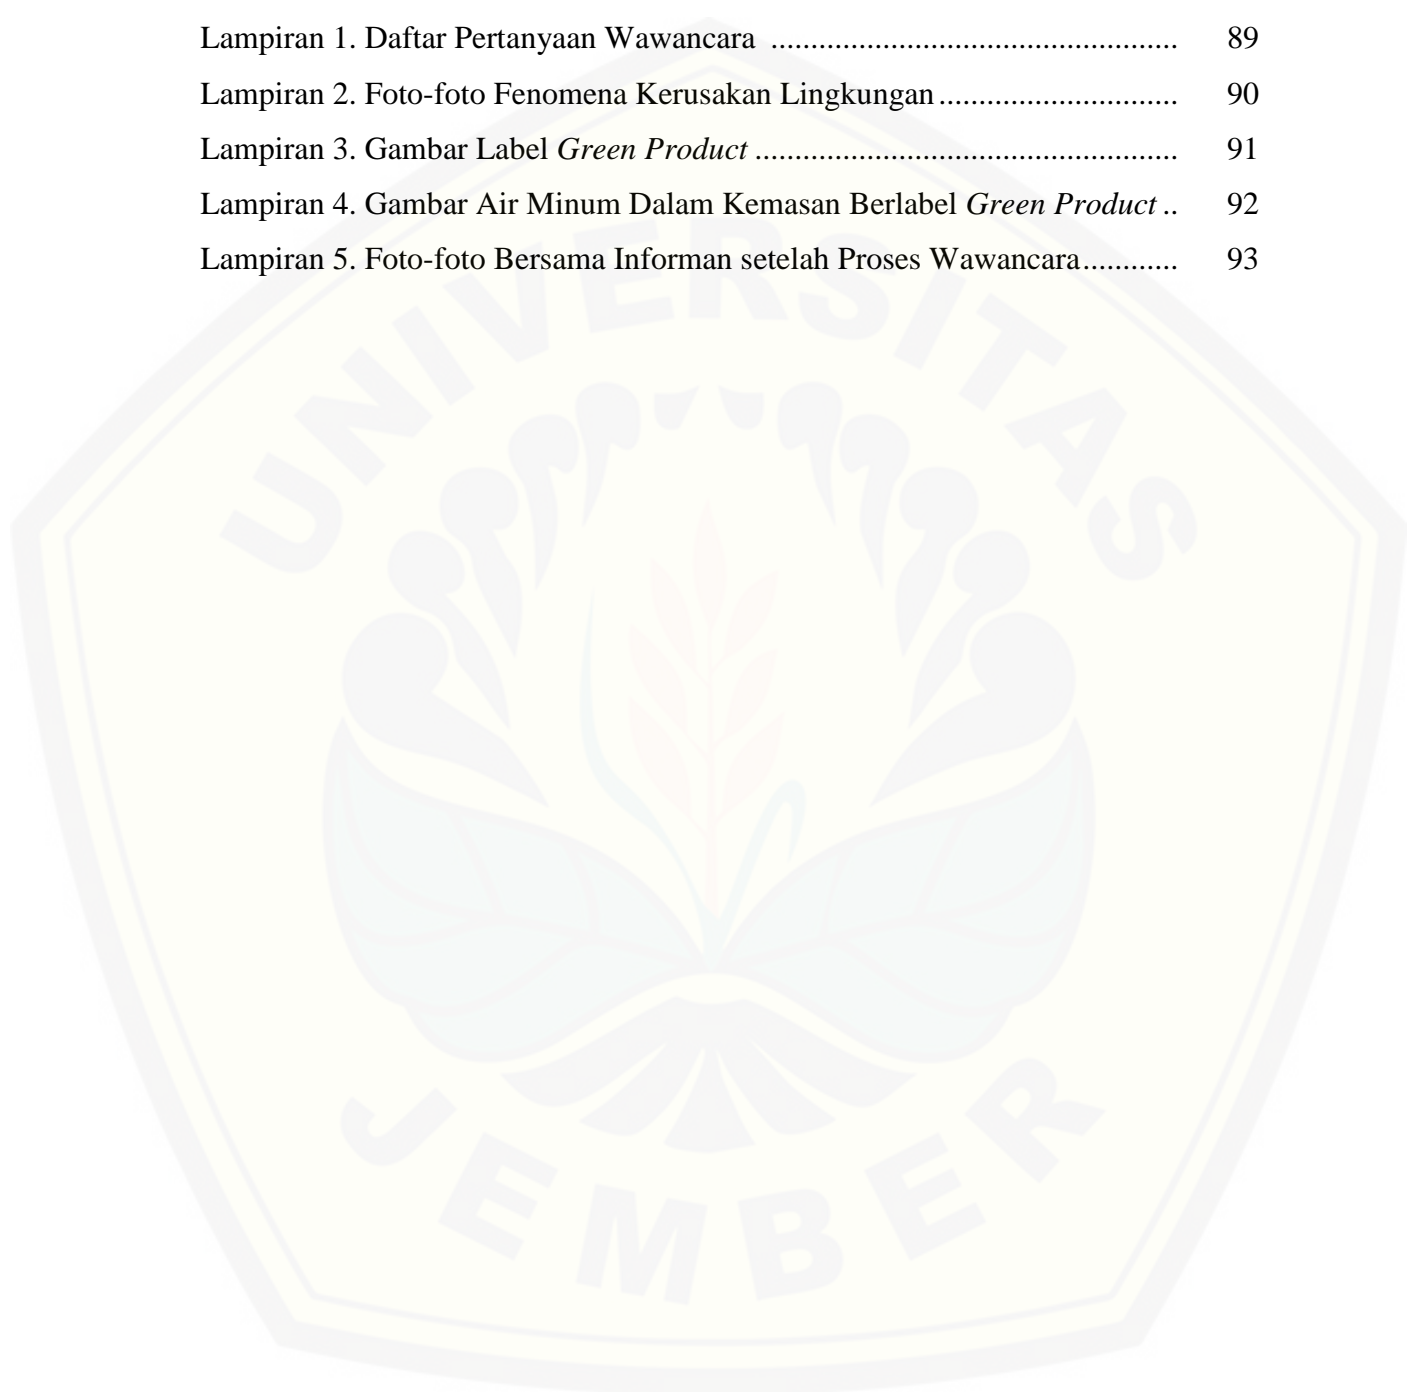 Lampiran 1. Daftar Pertanyaan Wawancara ................................................... 89
Lampiran 2. Foto-foto Fenomena Kerusakan Lingkungan .............................. 90
Lampiran 3. Gambar Label Green Product ..................................................... 91
Lampiran 4. Gambar Air Minum Dalam Kemasan Berlabel Green Product .. 92
Lampiran 5. Foto-foto Bersama Informan setelah Proses Wawancara............ 93
UNIVERSITAS
JEMBER